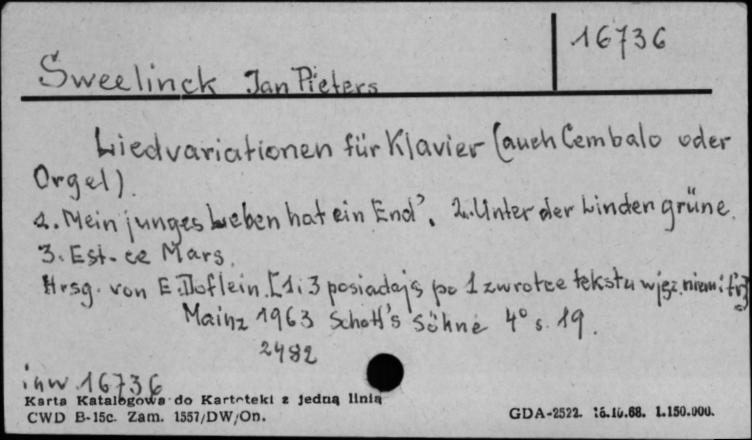 16736
Sweelinck Jan Pieters
Liedvariationen für Klavier (auch Cembalo oder
Orgel).
1. Mein junges Leben hat ein End'. 2. Unter der Linden grüne.
3. Est-ce Mars.
Hrsg. von E. Doflein. [1 i 3 posiadają po 1 zwrotce tekstu w jęz. niem i fr]
Mainz 1963 Schott's Söhne 4° s. 19.
2482
inw. 16736
Karta Katalogowa do Kartoteki z jedną linią
CWD B-15c. Zam. 1557/DW/On.
GDA-2522. 16.10.68. 1.150.000.